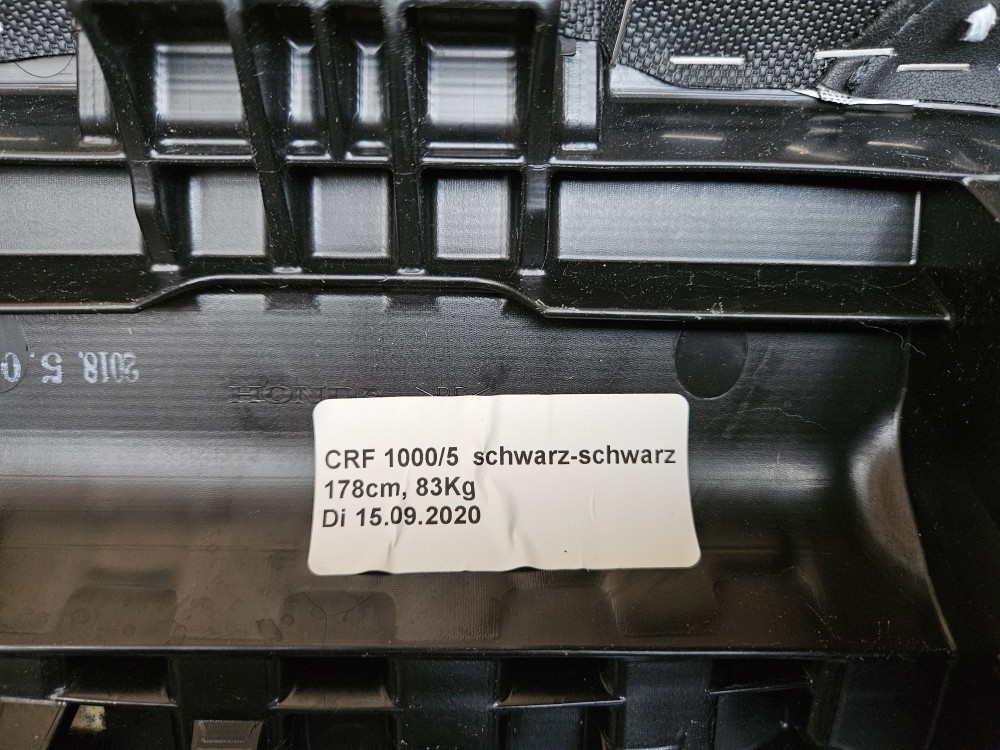 2018. 5. 0
HONDA
CRF 1000/5 schwarz-schwarz
178cm, 83Kg
Di 15.09.2020